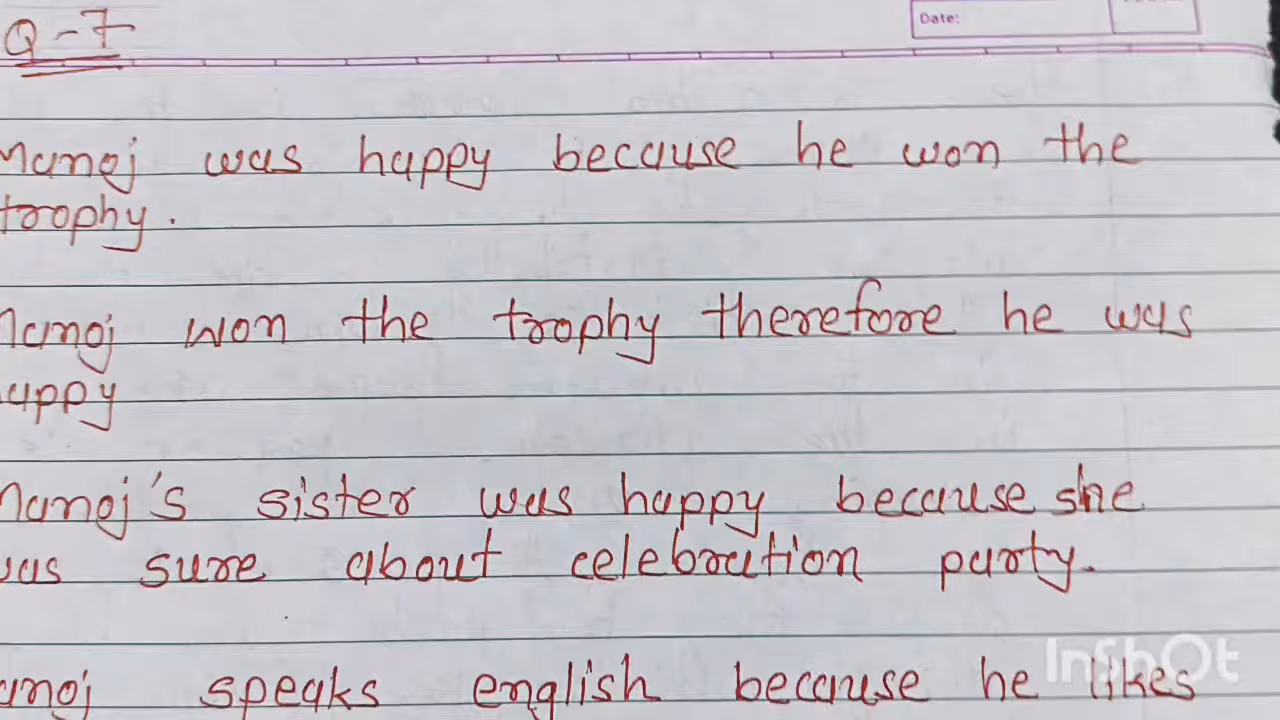 Q-7
Date:
Manoj was happy because he won the
trophy.
Manoj won the trophy therefore he was
happy
Manoj's sister was happy because she
was sure about celebration party.
Manoj speaks english because he likes
InShOt